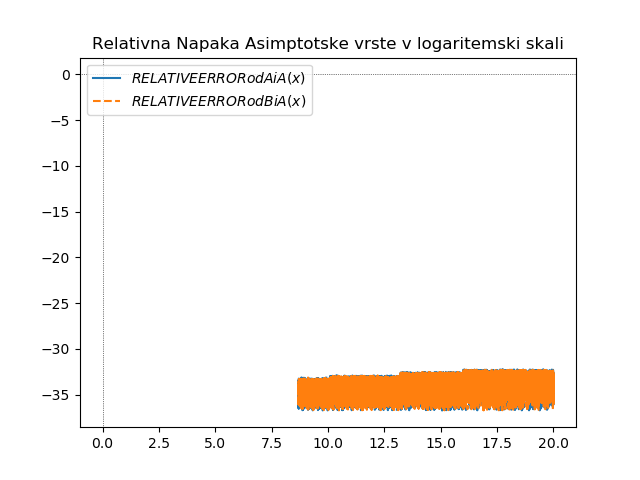 Relativna Napaka Asimptotske vrste v logaritemski skali
RELATIVEERRORodAiA(x)
RELATIVEERRORodBiA(x)
0
−5
−10
−15
−20
−25
−30
−35
0.0 2.5 5.0 7.5 10.0 12.5 15.0 17.5 20.0